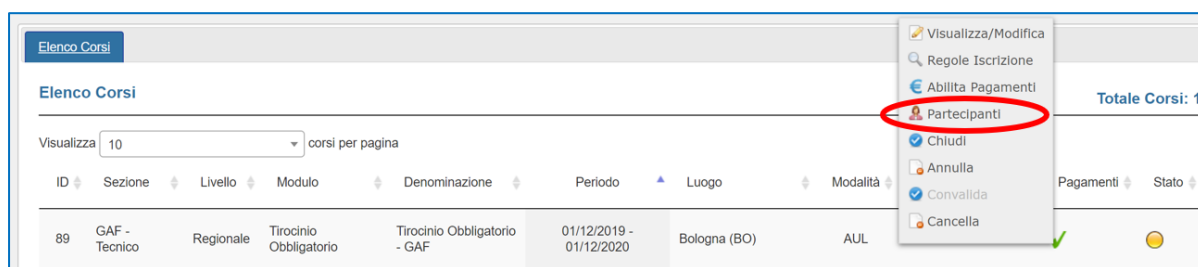 Elenco Corsi
Visualizza/Modifica
Regole Iscrizione
Abilita Pagamenti
Partecipanti
Chiudi
Annulla
Convalida
Cancella
Elenco Corsi
Totale Corsi: 1
Visualizza 10 corsi per pagina
ID Sezione Livello Modulo Denominazione Periodo Luogo Modalità Pagamenti Stato
89 GAF - Tecnico Regionale Tirocinio Obbligatorio Tirocinio Obbligatorio - GAF 01/12/2019 - 01/12/2020 Bologna (BO) AUL